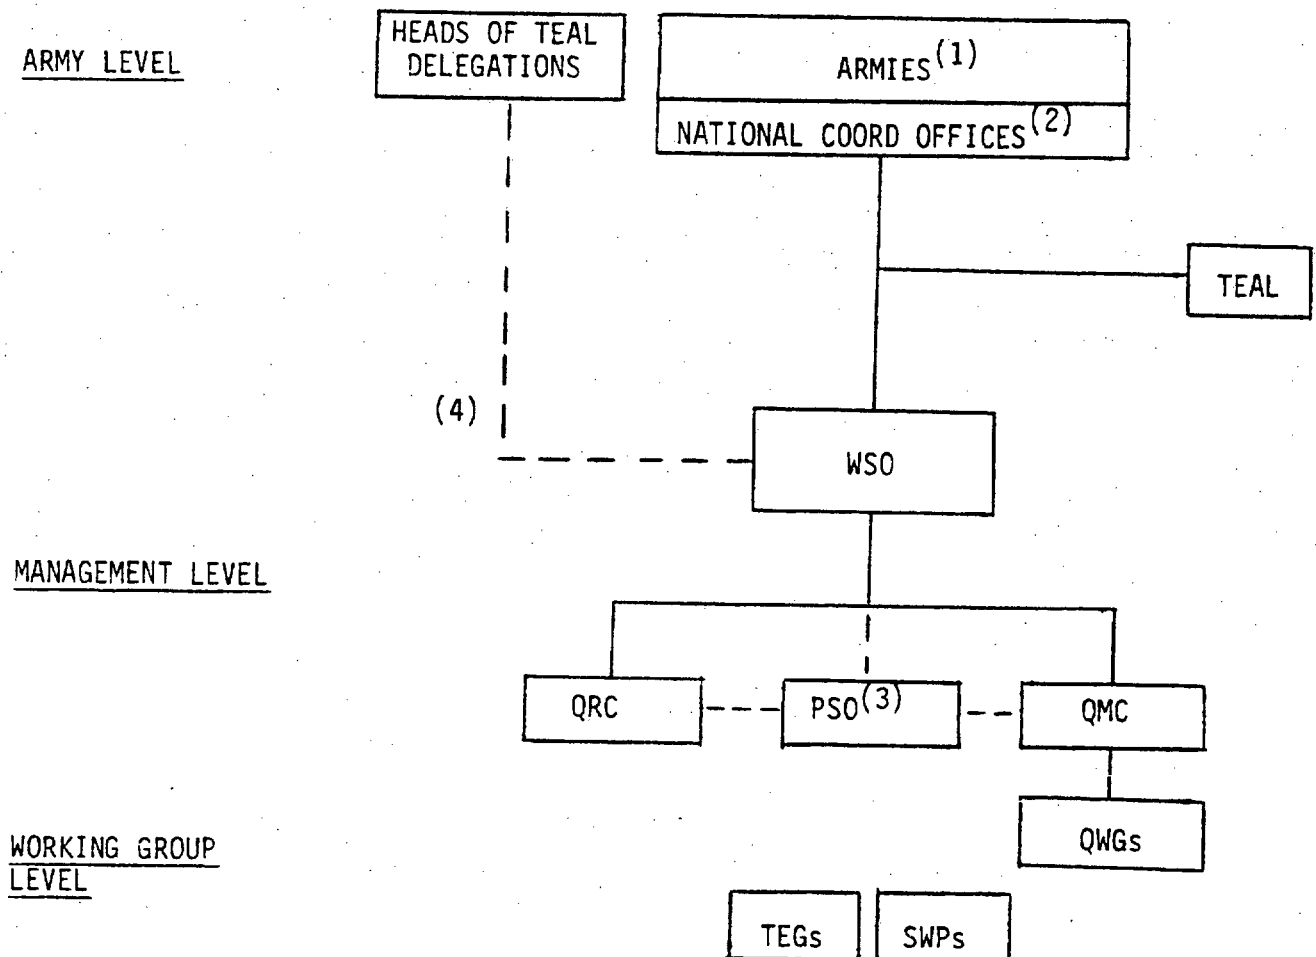 HEADS OF TEAL
DELEGATIONS
ARMY LEVEL
ARMIES(1)
NATIONAL COORD OFFICES(2)
TEAL
(4)
WSO
MANAGEMENT LEVEL
QRC
PSO(3)
QMC
QWGs
WORKING GROUP
LEVEL
TEGs
SWPs